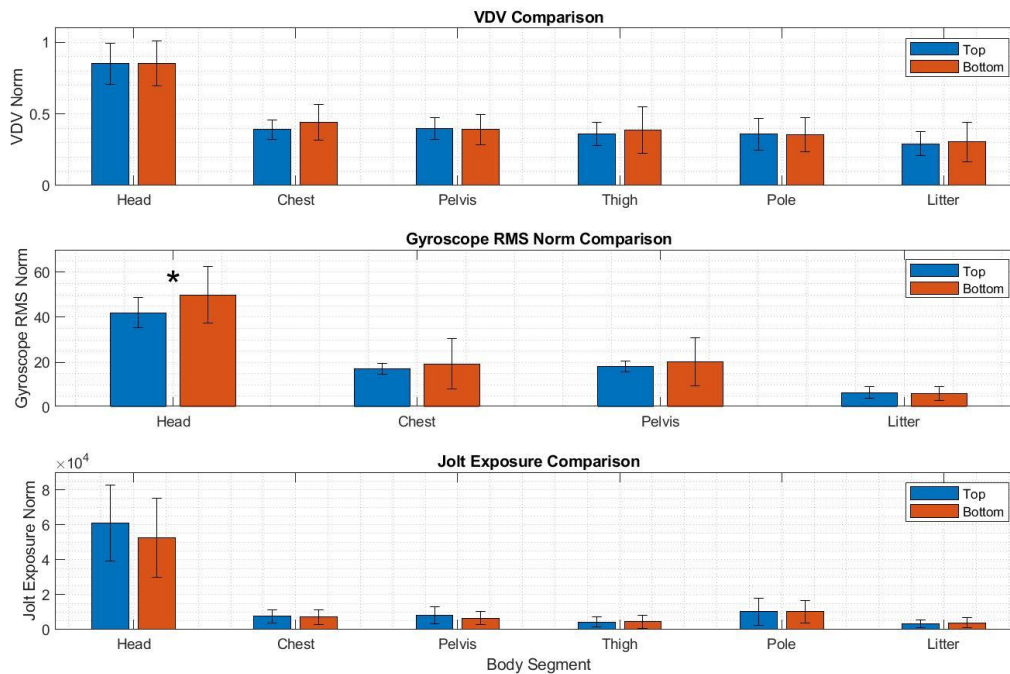 VDV Comparison
VDV Norm
1
0.5
0
Top
Bottom
Head Chest Pelvis Thigh Pole Litter
Gyroscope RMS Norm Comparison
Gyroscope RMS Norm
60
40
20
0
*
Top
Bottom
Head Chest Pelvis Litter
Jolt Exposure Comparison
×10⁴
Jolt Exposure Norm
8
6
4
2
0
Top
Bottom
Head Chest Pelvis Thigh Pole Litter
Body Segment